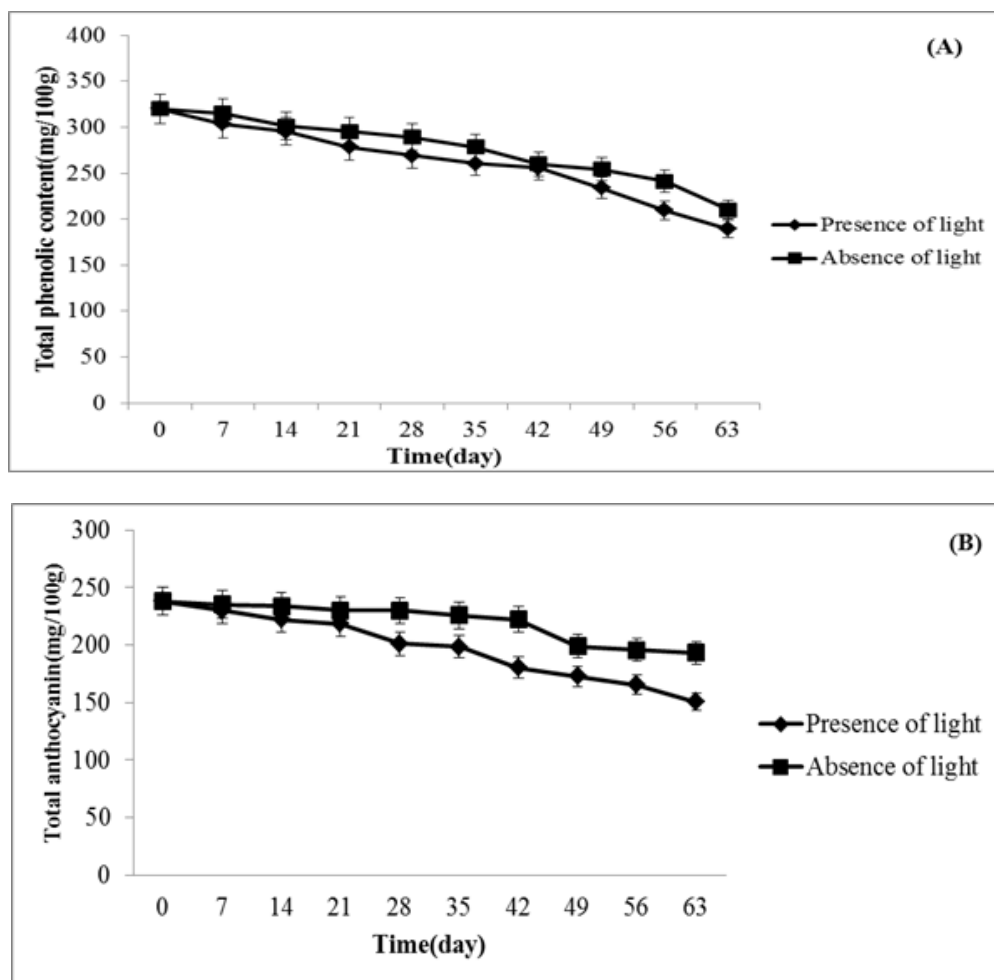 (A)
Total phenolic content(mg/100g)
400
350
300
250
200
150
100
50
0
0 7 14 21 28 35 42 49 56 63
Time(day)
Presence of light
Absence of light
(B)
Total anthocyanin(mg/100g)
300
250
200
150
100
50
0
0 7 14 21 28 35 42 49 56 63
Time(day)
Presence of light
Absence of light